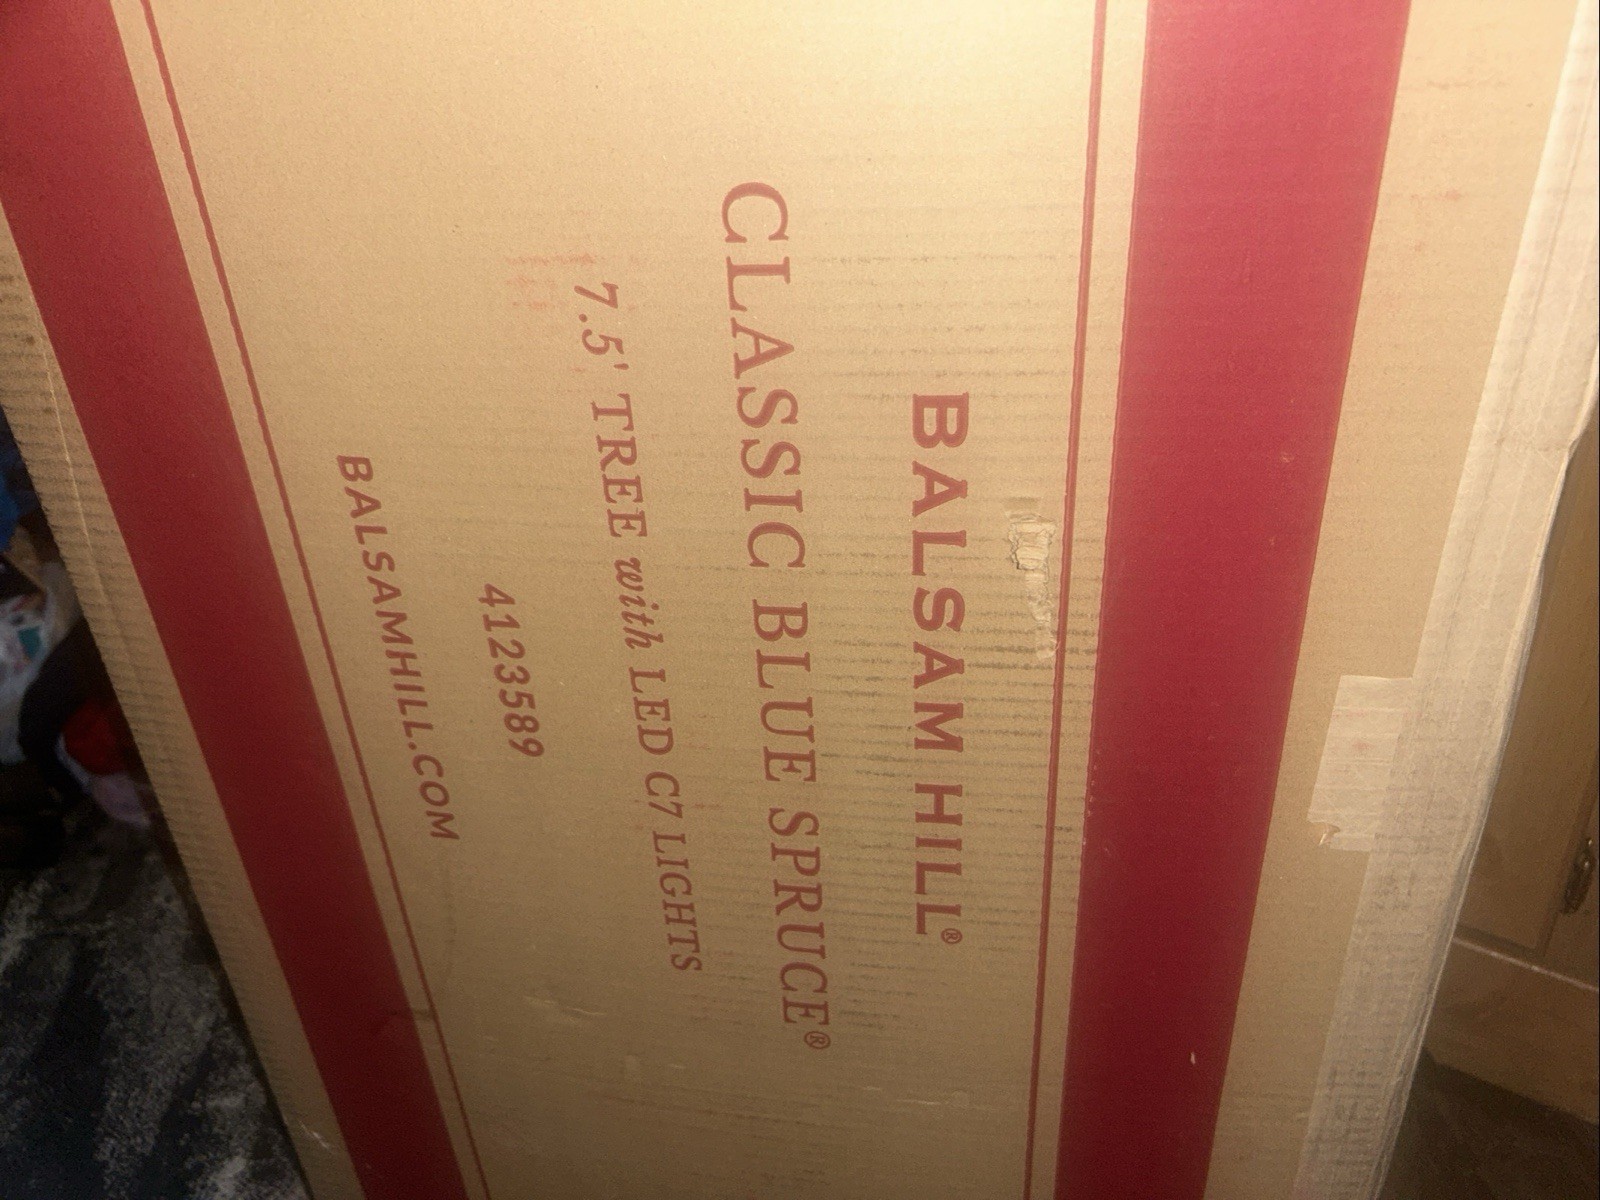 BALSAM HILL®
CLASSIC BLUE SPRUCE®
7.5' TREE with LED C7 LIGHTS
4123589
BALSAMHILL.COM